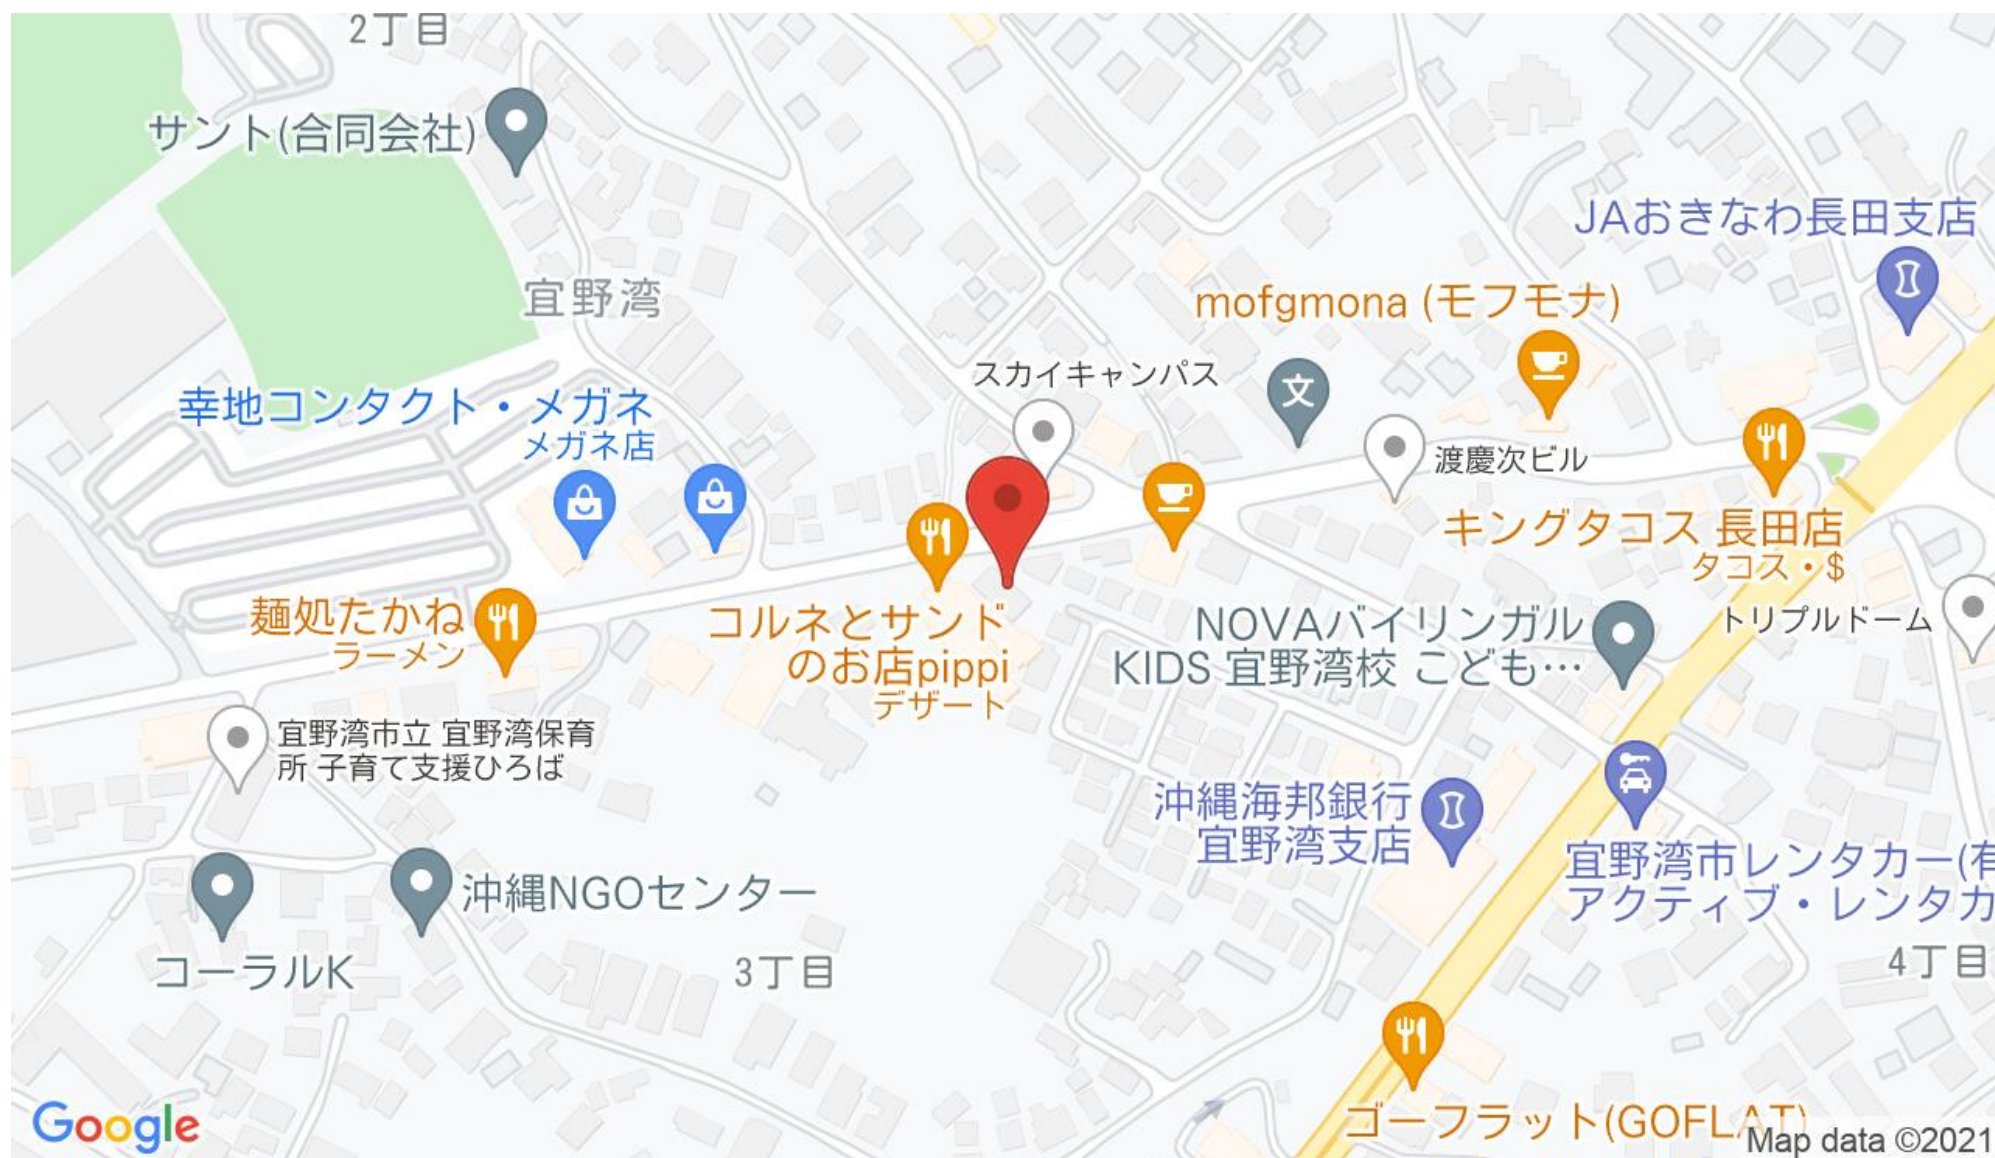 2丁目
サント(合同会社)
JAおきなわ長田支店
宜野湾
mofgmona (モフモナ)
スカイキャンパス
文
幸地コンタクト・メガネ
メガネ店
渡慶次ビル
キングタコス 長田店
タコス・$
麺処たかね
ラーメン
コルネとサンド
のお店pippi
デザート
NOVAバイリンガル
KIDS 宜野湾校 こども…
トリプルドーム
宜野湾市立 宜野湾保育
所 子育て支援ひろば
沖縄海邦銀行
宜野湾支店
宜野湾市レンタカー(有
アクティブ・レンタカ
沖縄NGOセンター
コーラルK
3丁目
4丁目
ゴーフラット(GOFLAT)
Google
Map data ©2021